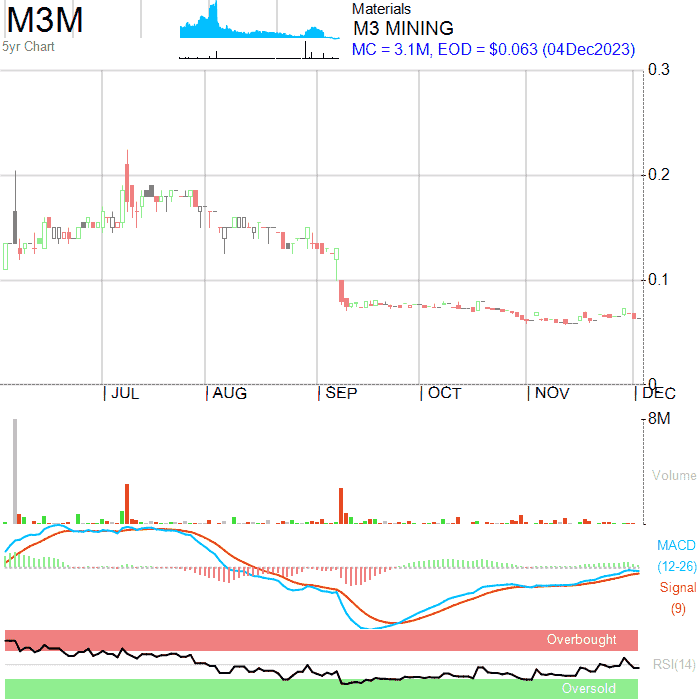 M3M
5yr Chart
Materials
M3 MINING
MC = 3.1M, EOD = $0.063 (04Dec2023)
0.3
0.2
0.1
0
JUL AUG SEP OCT NOV DEC
8M
Volume
MACD
(12-26)
Signal
(9)
Overbought
RSI(14)
Oversold